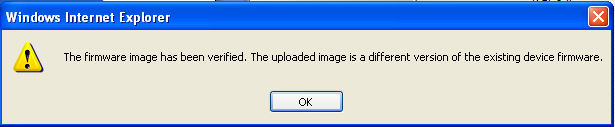 Windows Internet Explorer
The firmware image has been verified. The uploaded image is a different version of the existing device firmware.
OK